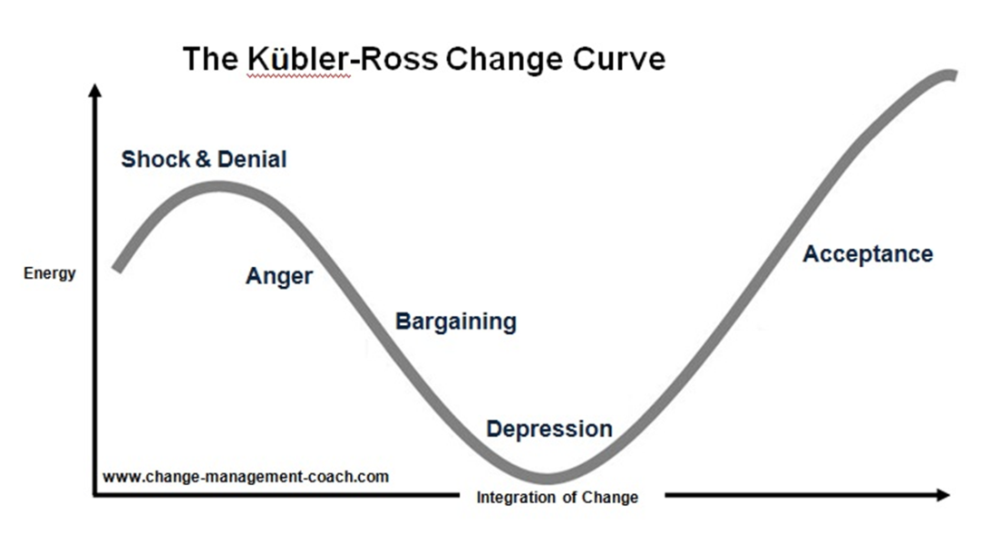 The Kübler-Ross Change Curve
Shock & Denial
Energy
Anger
Acceptance
Bargaining
Depression
www.change-management-coach.com
Integration of Change